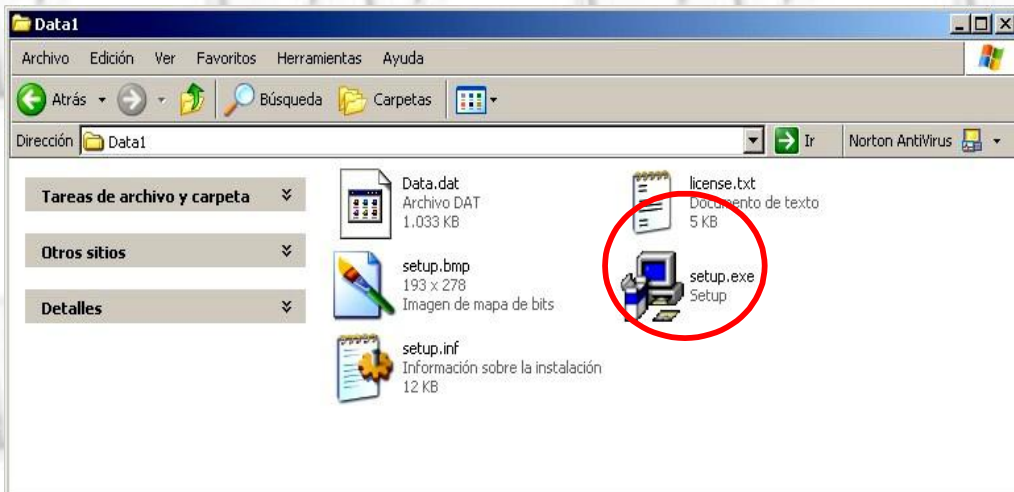 Data1
Archivo Edición Ver Favoritos Herramientas Ayuda
Atrás Búsqueda Carpetas
Dirección Data1 Ir Norton AntiVirus
Tareas de archivo y carpeta
Otros sitios
Detalles
Data.dat
Archivo DAT
1.033 KB
license.txt
Documento de texto
5 KB
setup.bmp
193 x 278
Imagen de mapa de bits
setup.exe
Setup
setup.inf
Información sobre la instalación
12 KB